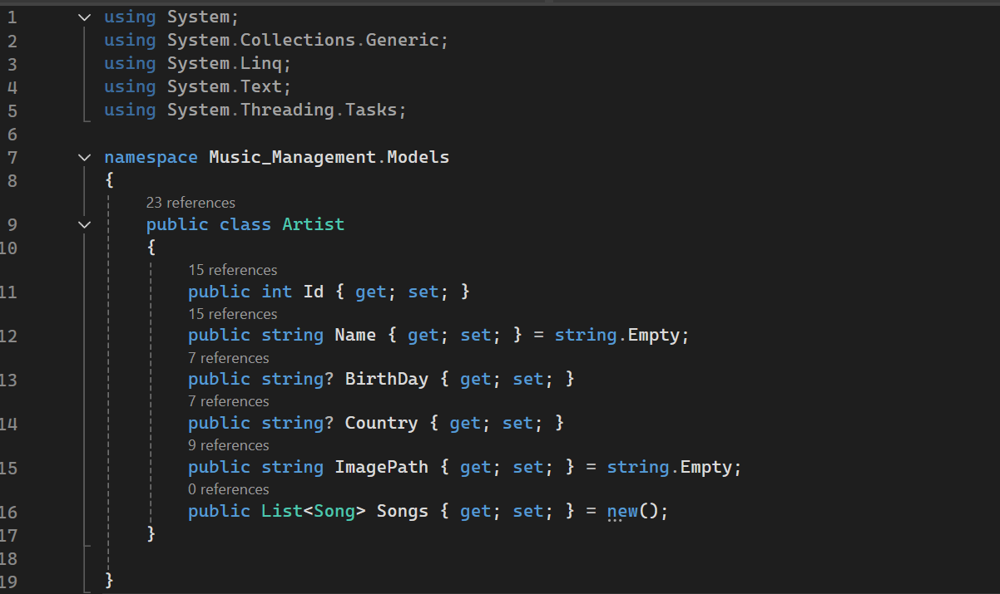 1 using System;
2 using System.Collections.Generic;
3 using System.Linq;
4 using System.Text;
5 using System.Threading.Tasks;
6
7 namespace Music_Management.Models
8 {
23 references
9 public class Artist
10 {
15 references
11 public int Id { get; set; }
15 references
12 public string Name { get; set; } = string.Empty;
7 references
13 public string? BirthDay { get; set; }
7 references
14 public string? Country { get; set; }
9 references
15 public string ImagePath { get; set; } = string.Empty;
0 references
16 public List<Song> Songs { get; set; } = new();
17 }
18
19 }